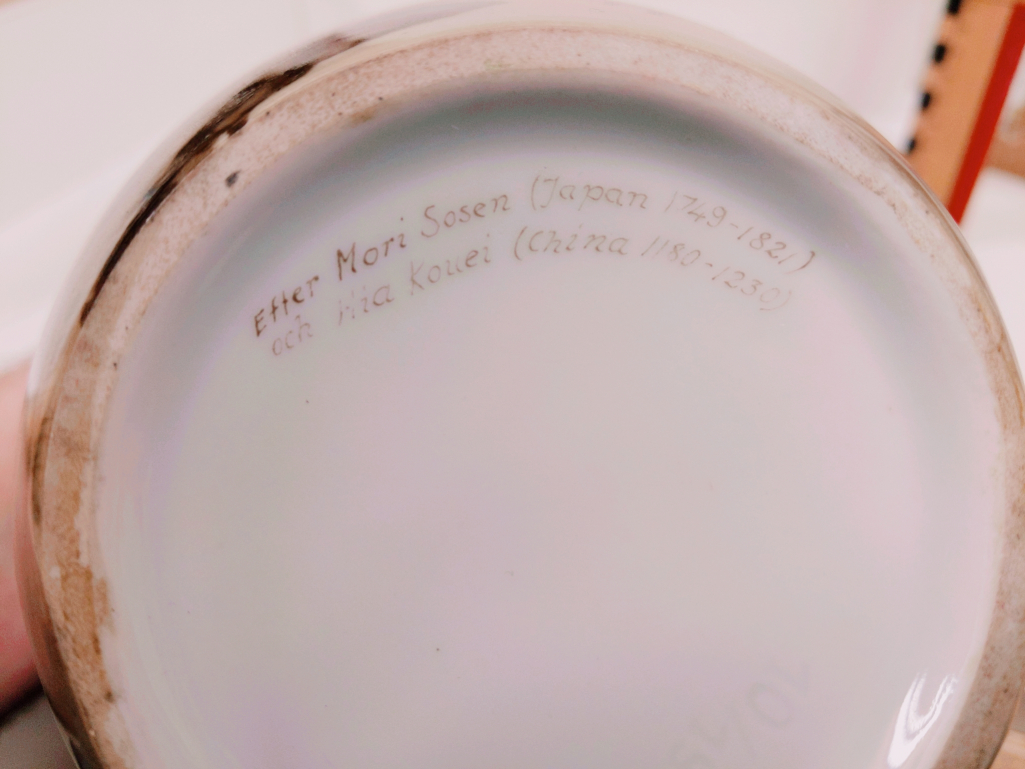 Efter Mori Sosen (Japan 1749-1821)
och Hia Kouei (China 1180-1230)